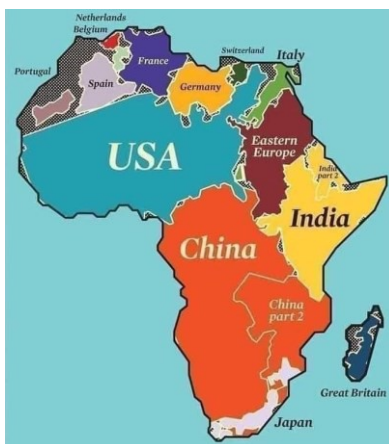 Netherlands
Belgium
Switzerland
Italy
Portugal
Spain
France
Germany
USA
Eastern
Europe
India
part 2
India
China
China
part 2
Great Britain
Japan